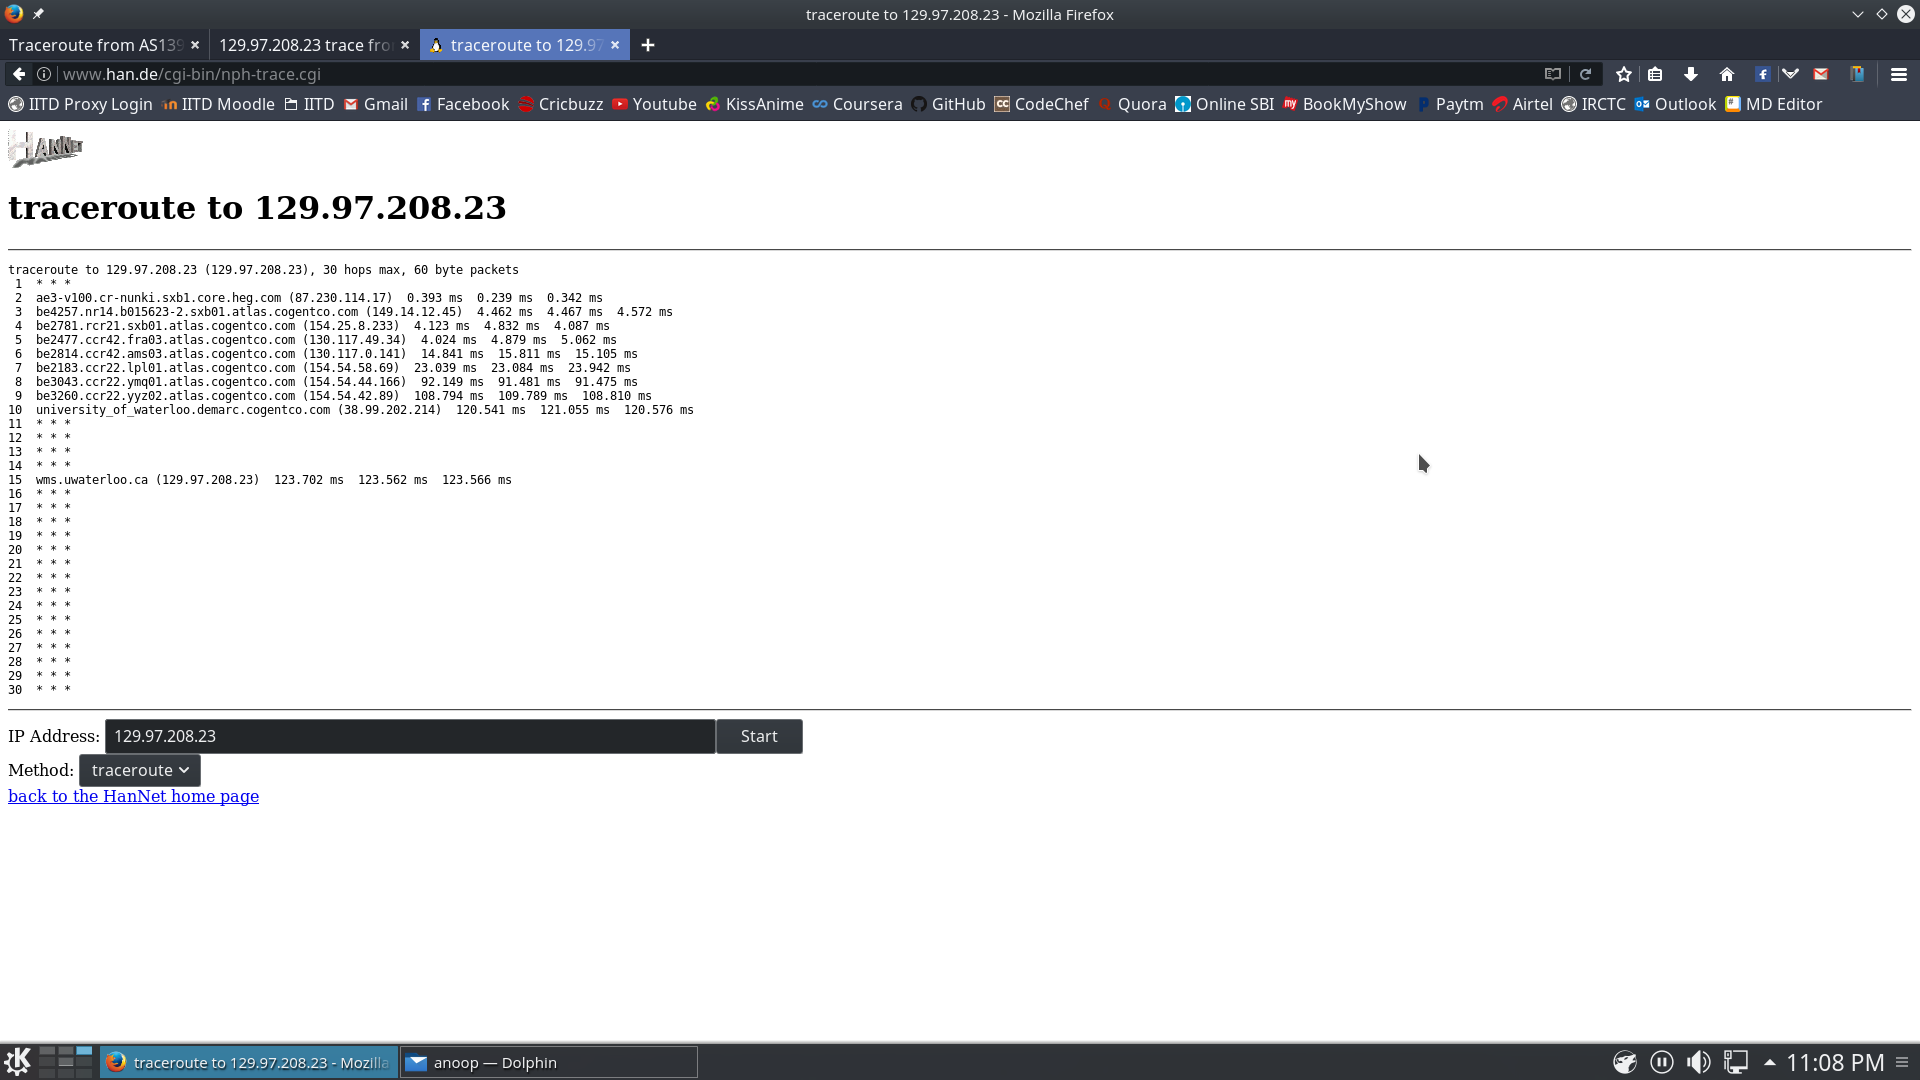 traceroute to 129.97.208.23 - Mozilla Firefox
Traceroute from AS139
129.97.208.23 trace fro
traceroute to 129.97
www.han.de/cgi-bin/nph-trace.cgi
IITD Proxy Login IITD Moodle IITD Gmail Facebook Cricbuzz Youtube KissAnime Coursera GitHub CodeChef Quora Online SBI BookMyShow Paytm Airtel IRCTC Outlook MD Editor
HANNET
traceroute to 129.97.208.23
traceroute to 129.97.208.23 (129.97.208.23), 30 hops max, 60 byte packets
1 * * *
2 ae3-v100.cr-nunki.sxb1.core.heg.com (87.230.114.17) 0.393 ms 0.239 ms 0.342 ms
3 be4257.nr14.b015623-2.sxb01.atlas.cogentco.com (149.14.12.45) 4.462 ms 4.467 ms 4.572 ms
4 be2781.rcr21.sxb01.atlas.cogentco.com (154.25.8.233) 4.123 ms 4.832 ms 4.087 ms
5 be2477.ccr42.fra03.atlas.cogentco.com (130.117.49.34) 4.024 ms 4.879 ms 5.062 ms
6 be2814.ccr42.ams03.atlas.cogentco.com (130.117.0.141) 14.841 ms 15.811 ms 15.105 ms
7 be2183.ccr22.lpl01.atlas.cogentco.com (154.54.58.69) 23.039 ms 23.084 ms 23.942 ms
8 be3043.ccr22.ymq01.atlas.cogentco.com (154.54.44.166) 92.149 ms 91.481 ms 91.475 ms
9 be3260.ccr22.yyz02.atlas.cogentco.com (154.54.42.89) 108.794 ms 109.789 ms 108.810 ms
10 university_of_waterloo.demarc.cogentco.com (38.99.202.214) 120.541 ms 121.055 ms 120.576 ms
11 * * *
12 * * *
13 * * *
14 * * *
15 wms.uwaterloo.ca (129.97.208.23) 123.702 ms 123.562 ms 123.566 ms
16 * * *
17 * * *
18 * * *
19 * * *
20 * * *
21 * * *
22 * * *
23 * * *
24 * * *
25 * * *
26 * * *
27 * * *
28 * * *
29 * * *
30 * * *
IP Address: 129.97.208.23 Start
Method: traceroute
back to the HanNet home page
traceroute to 129.97.208.23 - Mozilla
anoop — Dolphin
11:08 PM